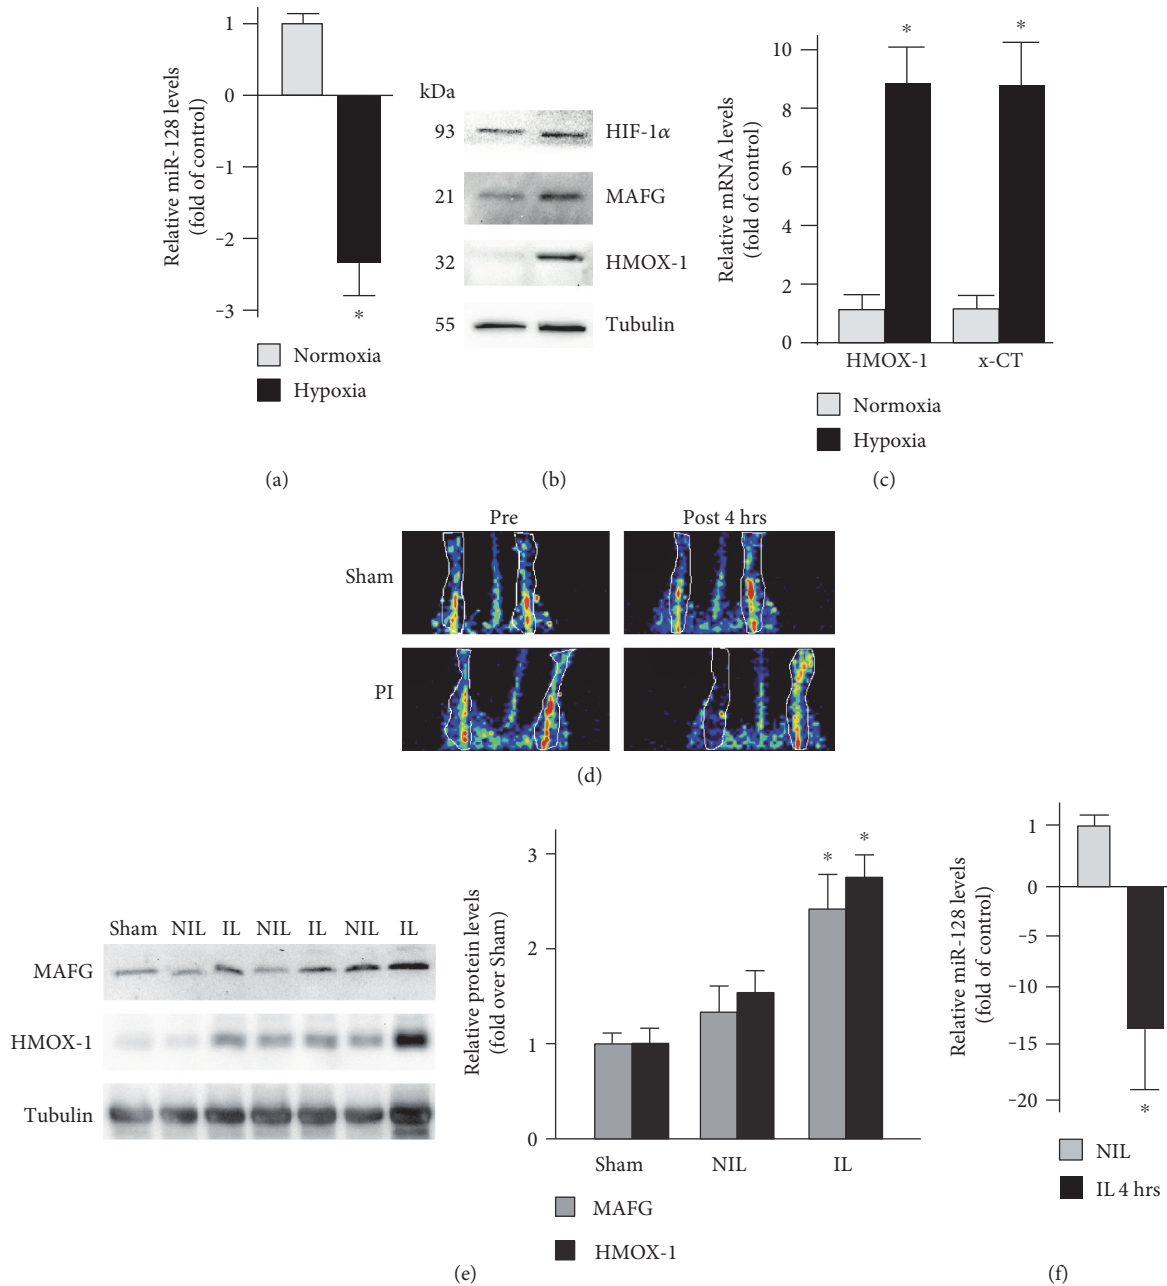 1
0
−1
−2
−3
Relative miR-128 levels
(fold of control)
*
Normoxia
Hypoxia
(a)
kDa
93 HIF-1α
21 MAFG
32 HMOX-1
55 Tubulin
(b)
10
8
6
4
2
0
Relative mRNA levels
(fold of control)
* *
HMOX-1 x-CT
Normoxia
Hypoxia
(c)
Pre Post 4 hrs
Sham
PI
(d)
Sham NIL IL NIL IL NIL IL
MAFG
HMOX-1
Tubulin
3
2
1
0
Relative protein levels
(fold over Sham)
* *
Sham NIL IL
MAFG
HMOX-1
(e)
1
0
−5
−10
−15
−20
Relative miR-128 levels
(fold of control)
*
NIL
IL 4 hrs
(f)